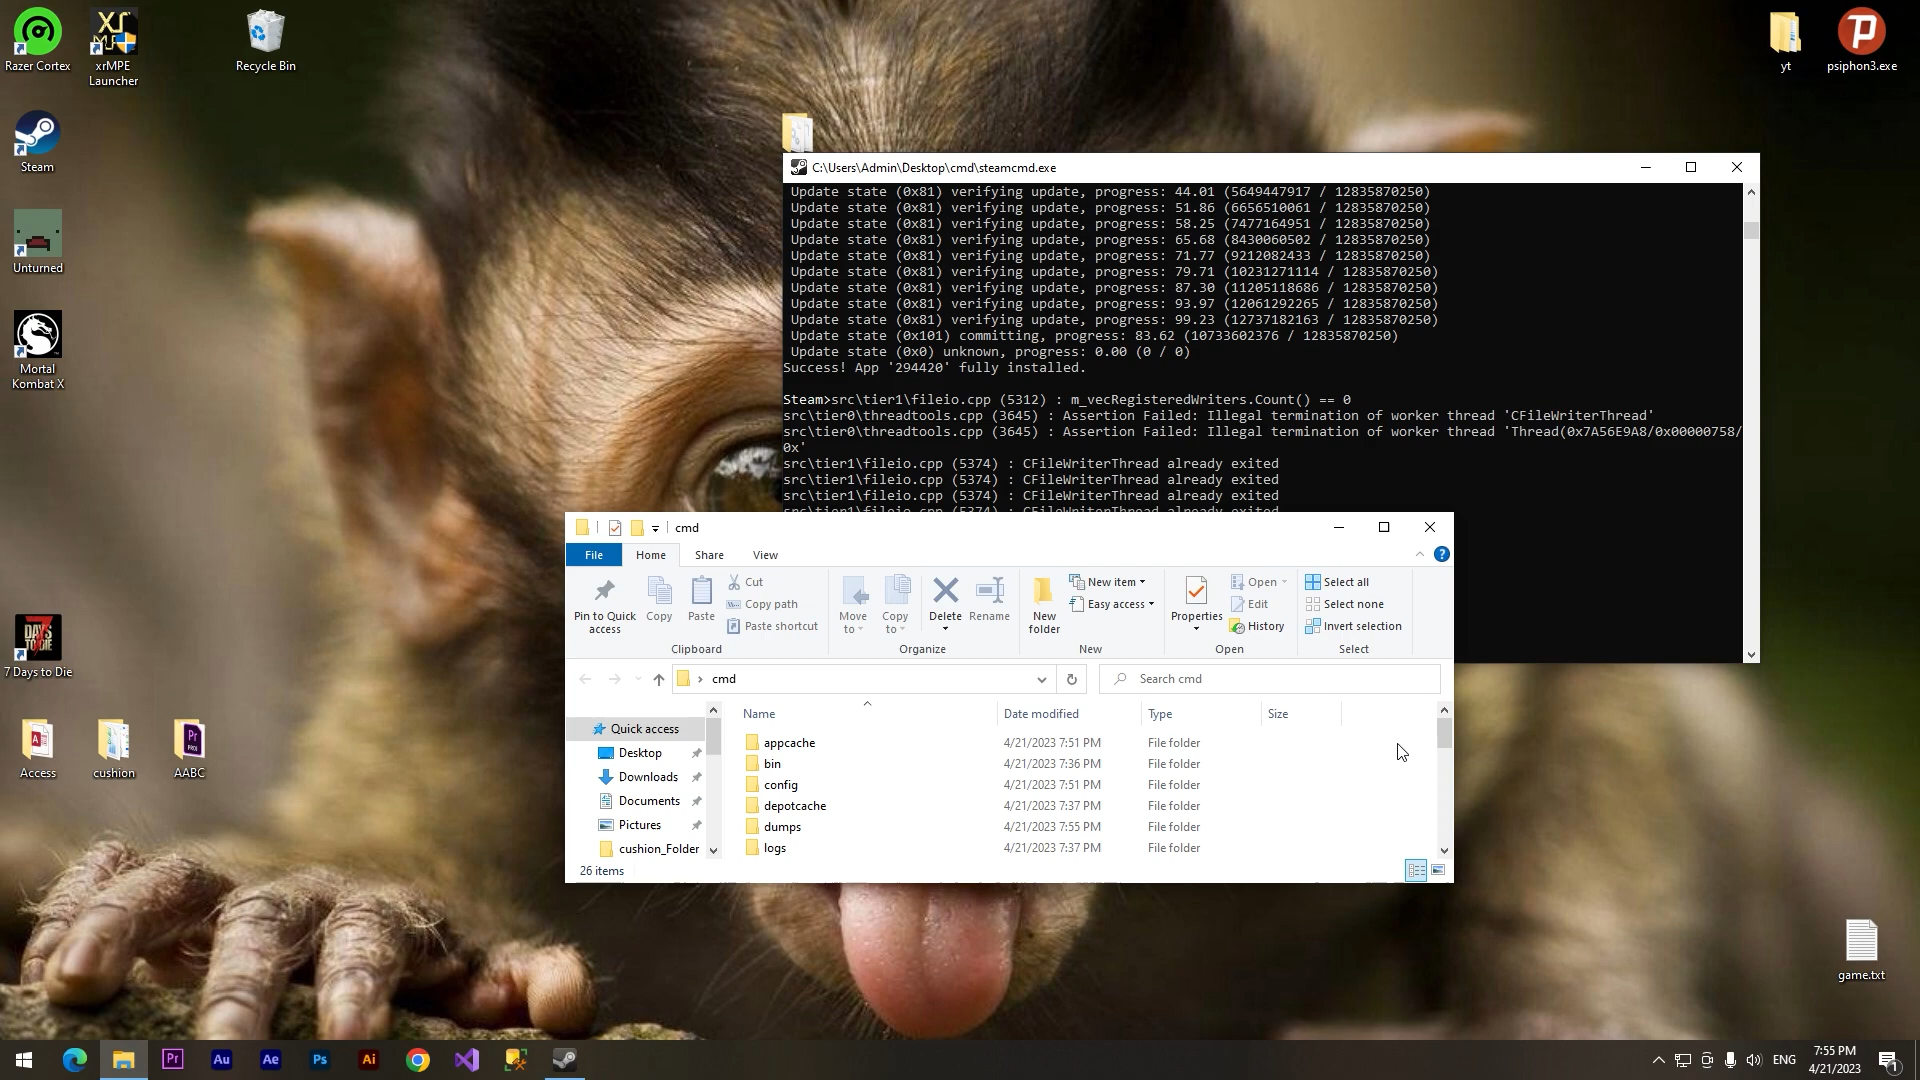 Razer Cortex
xrMPE
Launcher
Recycle Bin
Steam
Unturned
Mortal
Kombat X
7 Days to Die
Access
cushion
AABC
yt
psiphon3.exe
game.txt
C:\Users\Admin\Desktop\cmd\steamcmd.exe
Update state (0x81) verifying update, progress: 44.01 (5649447917 / 12835870250)
Update state (0x81) verifying update, progress: 51.86 (6656510061 / 12835870250)
Update state (0x81) verifying update, progress: 58.25 (7477164951 / 12835870250)
Update state (0x81) verifying update, progress: 65.68 (8430060502 / 12835870250)
Update state (0x81) verifying update, progress: 71.77 (9212082433 / 12835870250)
Update state (0x81) verifying update, progress: 79.71 (10231271114 / 12835870250)
Update state (0x81) verifying update, progress: 87.30 (11205118686 / 12835870250)
Update state (0x81) verifying update, progress: 93.97 (12061292265 / 12835870250)
Update state (0x81) verifying update, progress: 99.23 (12737182163 / 12835870250)
Update state (0x101) committing, progress: 83.62 (10733602376 / 12835870250)
Update state (0x0) unknown, progress: 0.00 (0 / 0)
Success! App '294420' fully installed.
Steam>src\tier1\fileio.cpp (5312) : m_vecRegisteredWriters.Count() == 0
src\tier0\threadtools.cpp (3645) : Assertion Failed: Illegal termination of worker thread 'CFileWriterThread'
src\tier0\threadtools.cpp (3645) : Assertion Failed: Illegal termination of worker thread 'Thread(0x7A56E9A8/0x00000758/
0x'
src\tier1\fileio.cpp (5374) : CFileWriterThread already exited
src\tier1\fileio.cpp (5374) : CFileWriterThread already exited
src\tier1\fileio.cpp (5374) : CFileWriterThread already exited
src\tier1\fileio.cpp (5374) : CFileWriterThread already exited
cmd
File Home Share View
Pin to Quick
access
Copy
Paste
Cut
Copy path
Paste shortcut
Clipboard
Move
to
Copy
to
Delete
Rename
Organize
New
folder
New item
Easy access
New
Properties
Open
Edit
History
Open
Select all
Select none
Invert selection
Select
cmd
Search cmd
Quick access
Desktop
Downloads
Documents
Pictures
cushion_Folder
Name Date modified Type Size
appcache 4/21/2023 7:51 PM File folder
bin 4/21/2023 7:36 PM File folder
config 4/21/2023 7:51 PM File folder
depotcache 4/21/2023 7:37 PM File folder
dumps 4/21/2023 7:55 PM File folder
logs 4/21/2023 7:37 PM File folder
26 items
Pr
Au
Ae
Ps
Ai
ENG
7:55 PM
4/21/2023
1